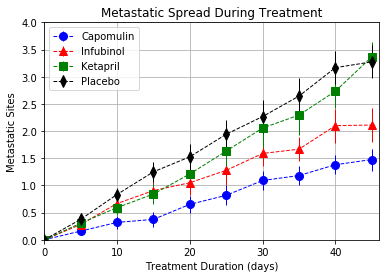 Metastatic Spread During Treatment
Capomulin
Infubinol
Ketapril
Placebo
Metastatic Sites
4.0
3.5
3.0
2.5
2.0
1.5
1.0
0.5
0.0
0 10 20 30 40
Treatment Duration (days)